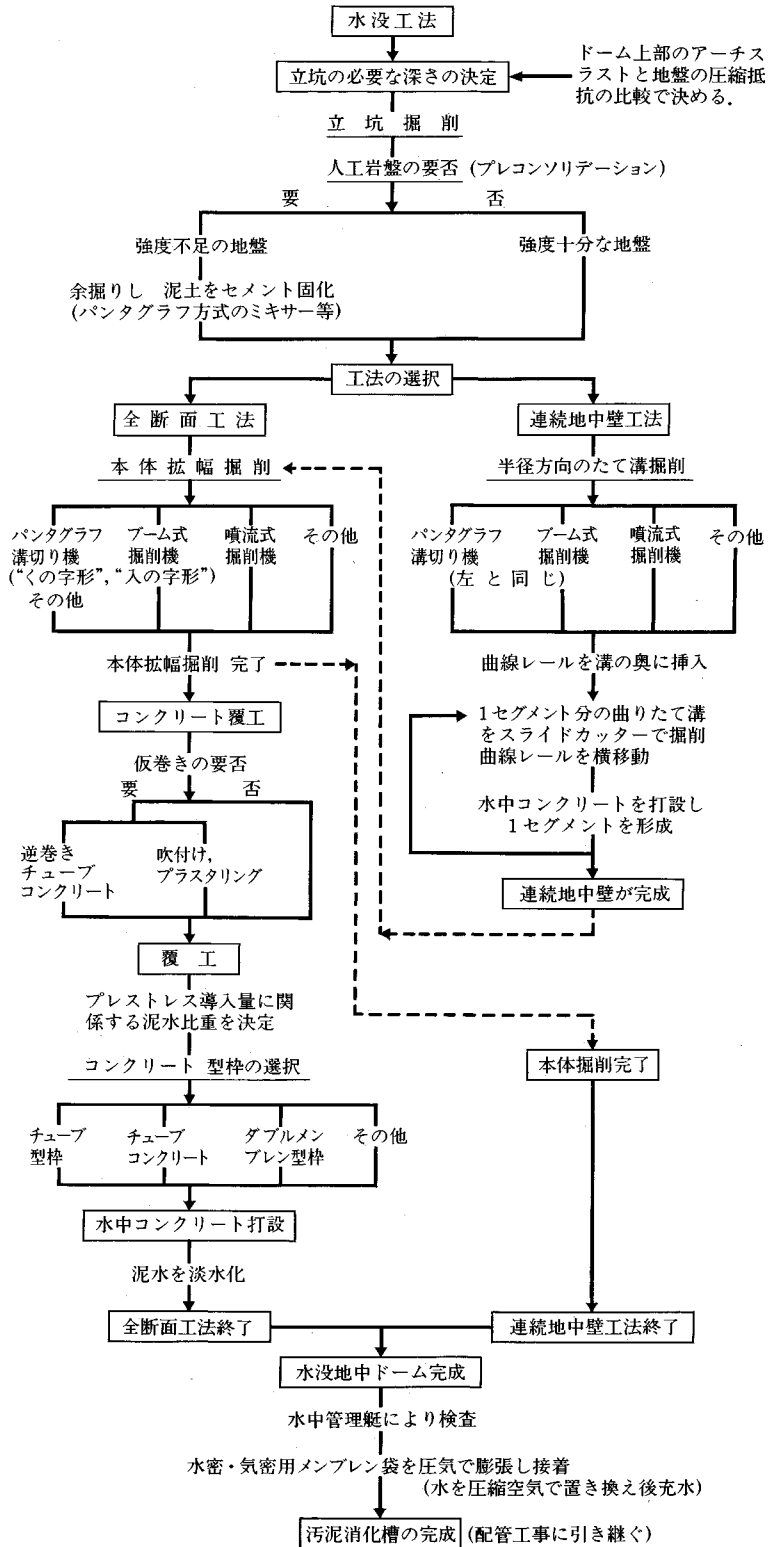 水没工法
立坑の必要な深さの決定
ドーム上部のアーチス
ラストと地盤の圧縮抵
抗の比較で決める.
立坑掘削
人工岩盤の要否 (プレコンソリデーション)
要 否
強度不足の地盤
強度十分な地盤
余掘りし 泥土をセメント固化
(パンタグラフ方式のミキサー等)
工法の選択
全断面工法
連続地中壁工法
本体拡幅掘削
半径方向のたて溝掘削
パンタグラフ
溝切り機
("くの字形", "入の字形")
その他
ブーム式
掘削機
噴流式
掘削機
その他
パンタグラフ
溝切り機
ブーム式
掘削機
(左と同じ)
噴流式
掘削機
その他
本体拡幅掘削 完了
曲線レールを溝の奥に挿入
コンクリート覆工
1セグメント分の曲りたて溝
をスライドカッターで掘削
曲線レールを横移動
仮巻きの要否
要 否
水中コンクリートを打設し
1セグメントを形成
逆巻き
チューブ
コンクリート
吹付け,
プラスタリング
連続地中壁が完成
覆工
プレストレス導入量に関
係する泥水比重を決定
コンクリート 型枠の選択
本体掘削完了
チューブ
型枠
チューブ
コンクリート
ダブルメン
ブレン型枠
その他
水中コンクリート打設
泥水を淡水化
全断面工法終了
連続地中壁工法終了
水没地中ドーム完成
水中管理艇により検査
水密・気密用メンブレン袋を圧気で膨張し接着
(水を圧縮空気で置き換え後充水)
汚泥消化槽の完成 (配管工事に引き継ぐ)